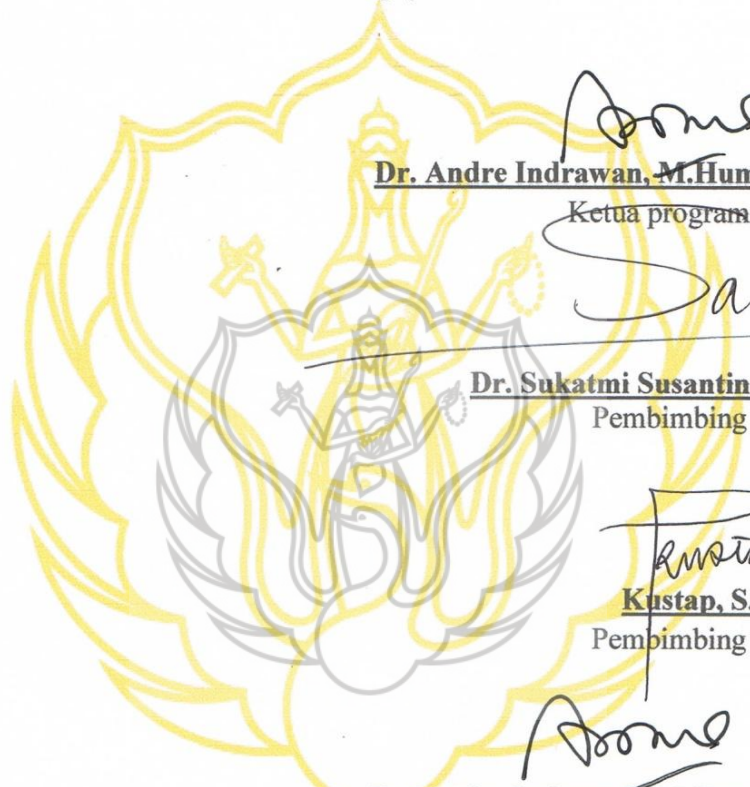 Dr. Andre Indrawan, M.Hum
Ketua program
Dr. Sukatmi Susantin
Pembimbing
Kustap, S.
Pembimbing